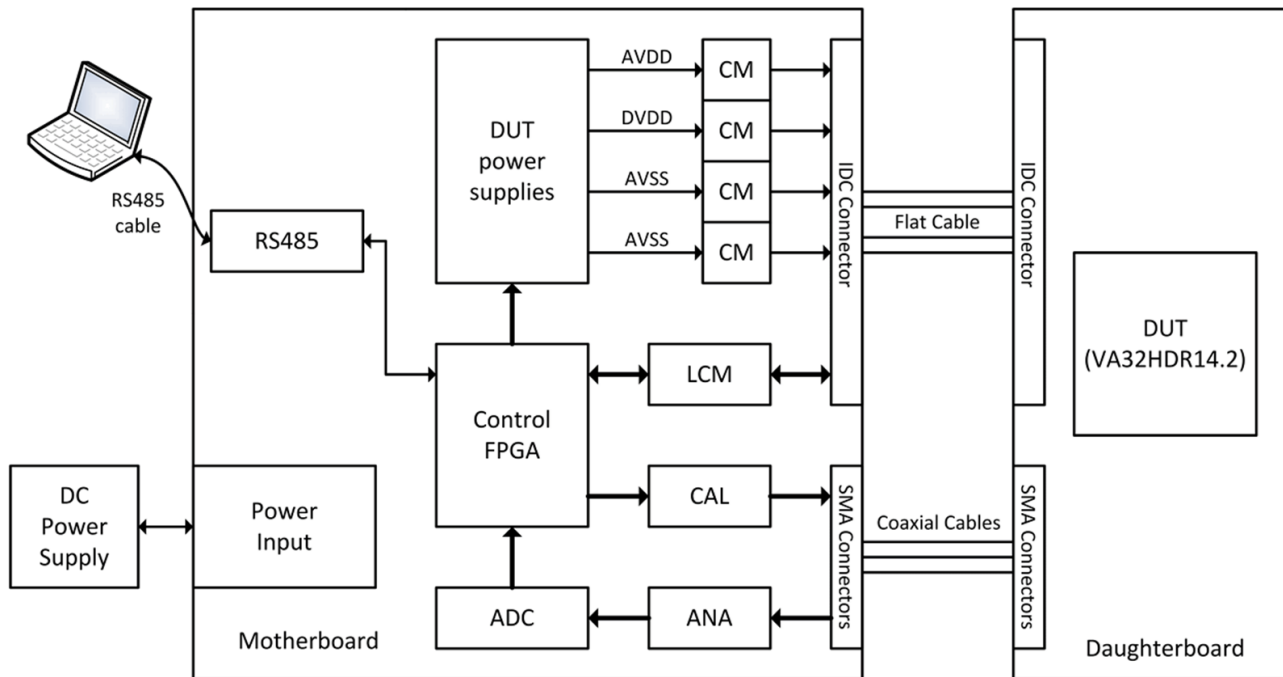 AVDD
CM
DVDD
CM
AVSS
CM
AVSS
CM
DUT
power
supplies
IDC Connector
IDC Connector
Flat Cable
RS485
cable
RS485
DUT
(VA32HDR14.2)
LCM
Control
FPGA
DC
Power
Supply
Power
Input
CAL
SMA Connectors
Coaxial Cables
SMA Connectors
ADC
ANA
Motherboard
Daughterboard